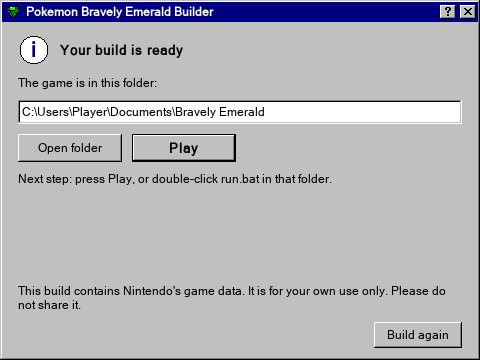 Pokemon Bravely Emerald Builder
Your build is ready
The game is in this folder:
C:\Users\Player\Documents\Bravely Emerald
Open folder
Play
Next step: press Play, or double-click run.bat in that folder.
This build contains Nintendo's game data. It is for your own use only. Please do
not share it.
Build again